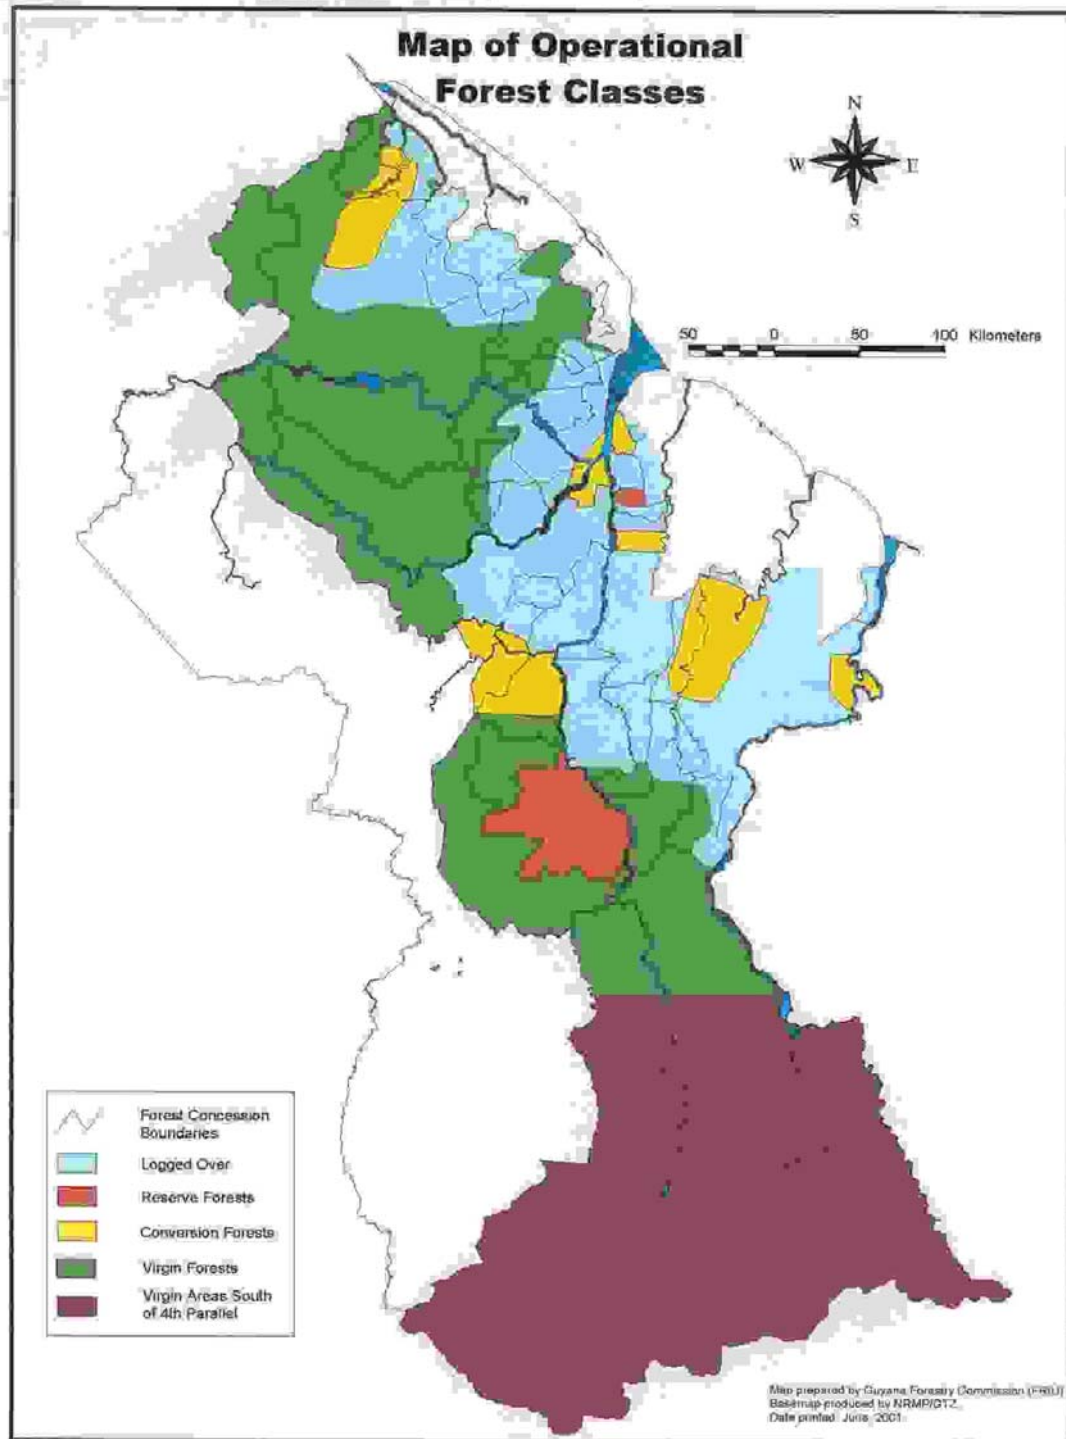 Map of Operational
Forest Classes
N
W E
S
50 0 50 100 Kilometers
Forest Concession
Boundaries
Logged Over
Reserve Forests
Conversion Forests
Virgin Forests
Virgin Areas South
of 4th Parallel
Map prepared by Guyana Forestry Commission
Basemap produced by NRMP/GTZ
Date printed: June, 2001